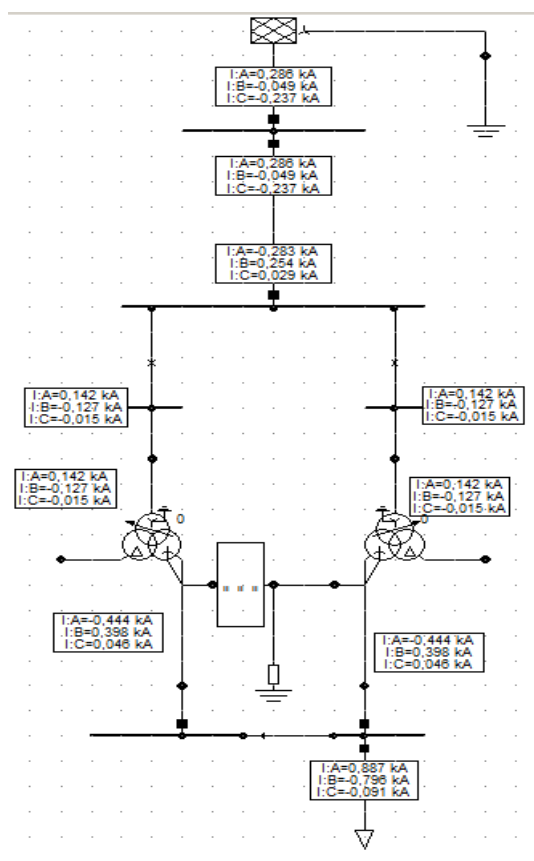 I:A=0,286 kA
I:B=-0,049 kA
I:C=-0,237 kA
I:A=0,286 kA
I:B=-0,049 kA
I:C=-0,237 kA
I:A=-0,283 kA
I:B=0,254 kA
I:C=0,029 kA
I:A=0,142 kA
I:B=-0,127 kA
I:C=-0,015 kA
I:A=0,142 kA
I:B=-0,127 kA
I:C=-0,015 kA
I:A=0,142 kA
I:B=-0,127 kA
I:C=-0,015 kA
I:A=0,142 kA
I:B=-0,127 kA
I:C=-0,015 kA
0
0
I:A=-0,444 kA
I:B=0,398 kA
I:C=0,046 kA
I:A=-0,444 kA
I:B=0,398 kA
I:C=0,046 kA
I:A=0,887 kA
I:B=-0,796 kA
I:C=-0,091 kA